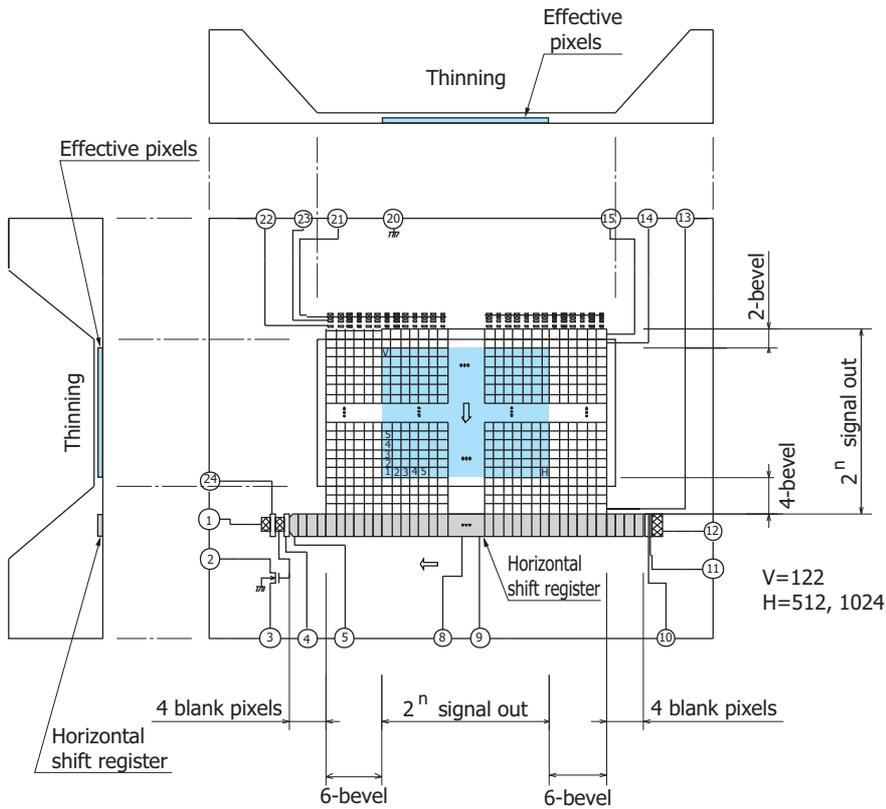 Effective
pixels
Thinning
Effective pixels
22
23
21
20
15
14
13
2-bevel
Thinning
V
5
4
3
2
1 2 3 4 5
H
2ⁿ signal out
4-bevel
24
1
12
2
Horizontal
shift register
11
V=122
H=512, 1024
3
4
5
8
9
10
4 blank pixels
2ⁿ signal out
4 blank pixels
Horizontal
shift register
6-bevel
6-bevel